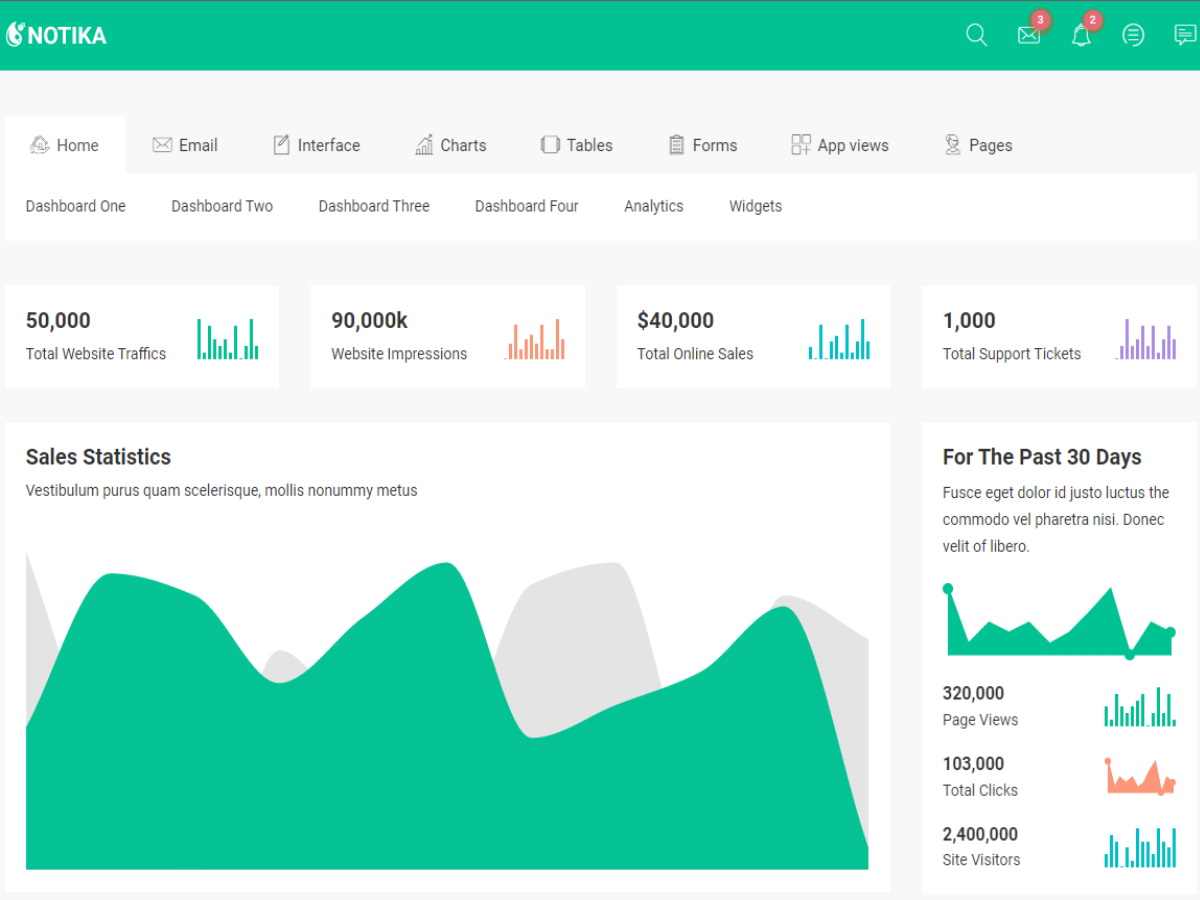 NOTIKA
3
2
Home
Email
Interface
Charts
Tables
Forms
App views
Pages
Dashboard One
Dashboard Two
Dashboard Three
Dashboard Four
Analytics
Widgets
50,000
Total Website Traffics
90,000k
Website Impressions
$40,000
Total Online Sales
1,000
Total Support Tickets
Sales Statistics
Vestibulum purus quam scelerisque, mollis nonummy metus
For The Past 30 Days
Fusce eget dolor id justo luctus the
commodo vel pharetra nisi. Donec
velit of libero.
320,000
Page Views
103,000
Total Clicks
2,400,000
Site Visitors